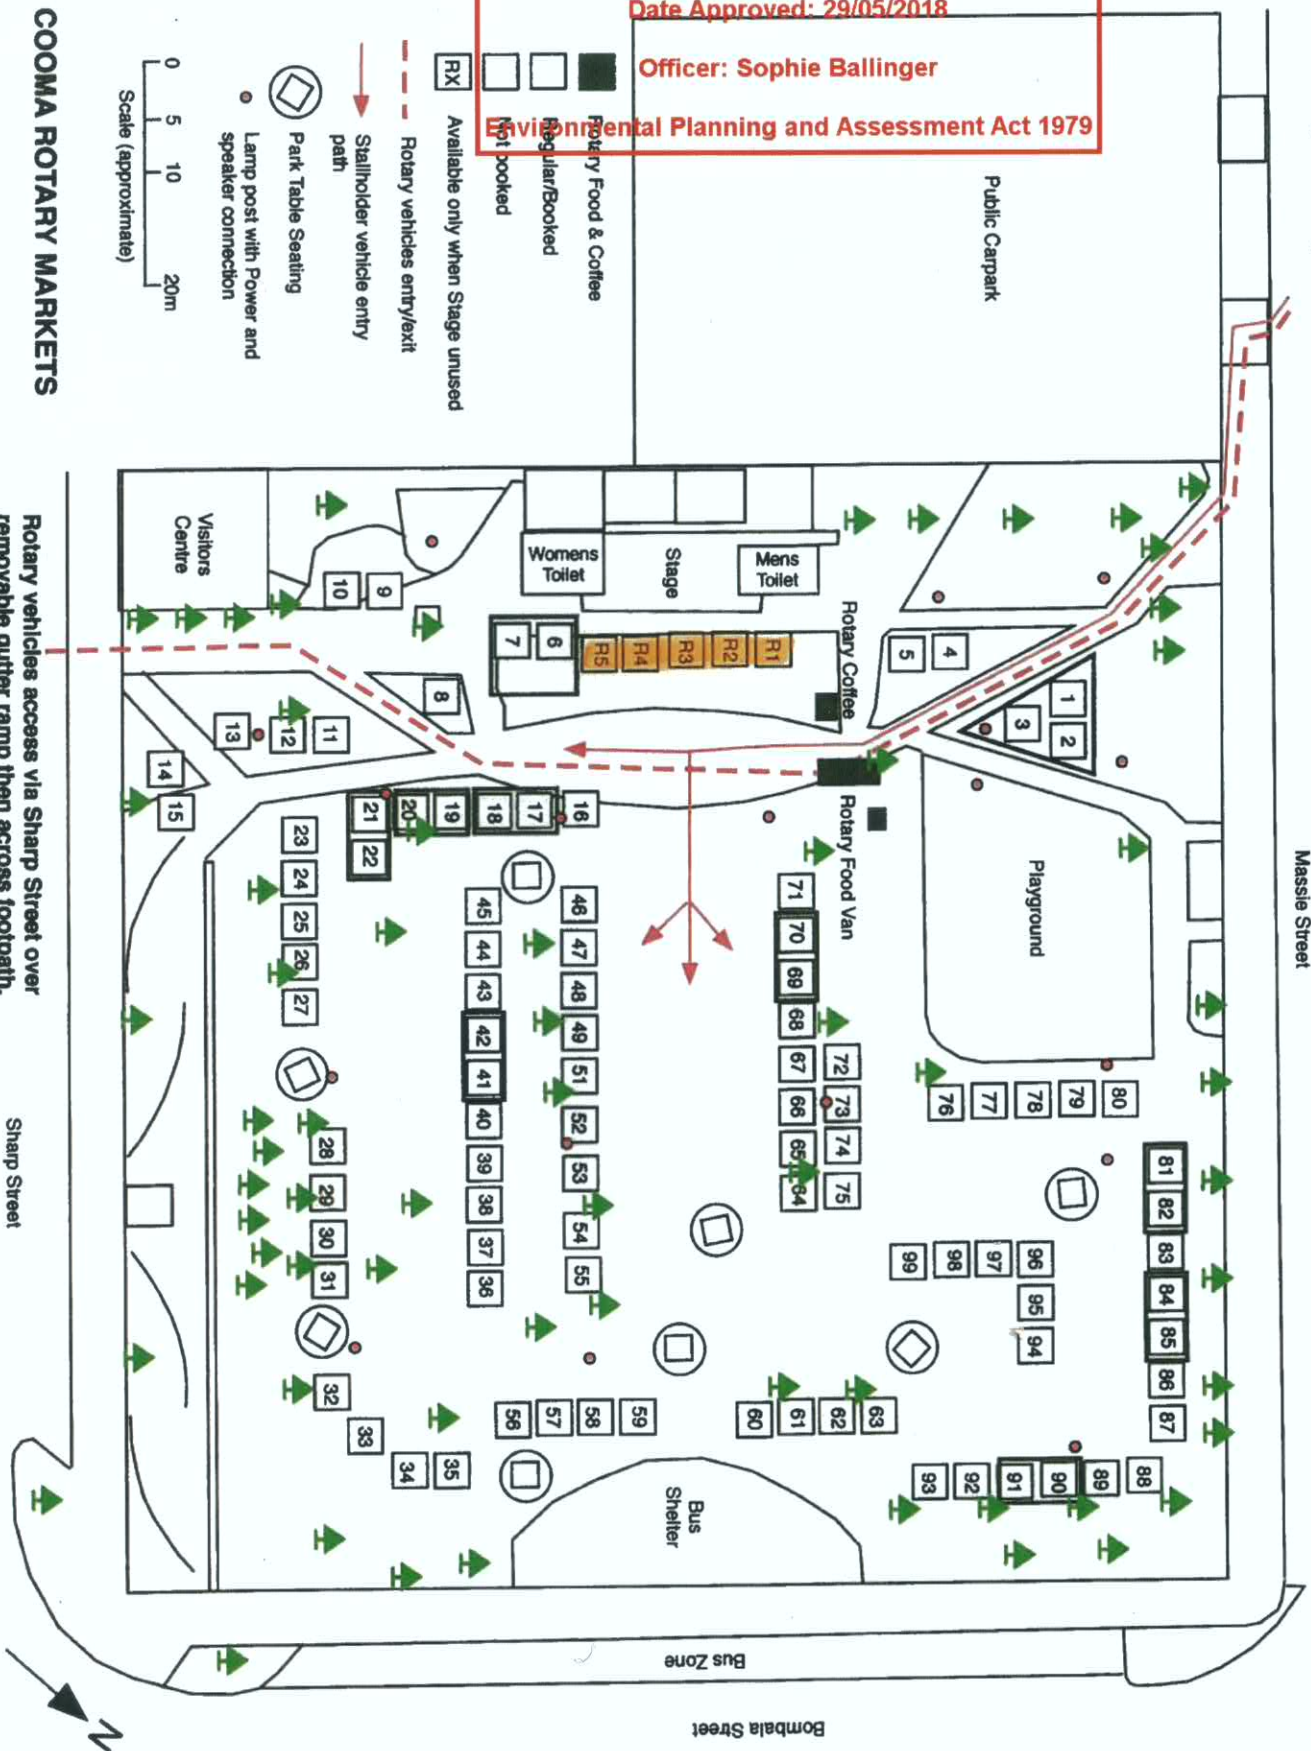 Date Approved: 29/05/2018
Officer: Sophie Ballinger
Environmental Planning and Assessment Act 1979
COOMA ROTARY MARKETS
0 5 10 20m
Scale (approximate)
Rotary Food & Coffee
Regular/Booked
Not booked
RX
Available only when Stage unused
Rotary vehicles entry/exit
Stallholder vehicle entry
path
Park Table Seating
Lamp post with Power and
speaker connection
Rotary vehicles access via Sharp Street over
removable gutter ramp then across footpath.
Sharp Street
Massie Street
Bombala Street
Bus Zone
Public Carpark
Visitors
Centre
Womens
Toilet
Stage
Mens
Toilet
Rotary Coffee
Rotary Food Van
Playground
Bus
Shelter
R1
R2
R3
R4
R5
1
2
3
4
5
6
7
8
9
10
11
12
13
14
15
16
17
18
19
20
21
22
23
24
25
26
27
28
29
30
31
32
33
34
35
36
37
38
39
40
41
42
43
44
45
46
47
48
49
51
52
53
54
55
56
57
58
59
60
61
62
63
64
65
66
67
68
69
70
71
72
73
74
75
76
77
78
79
80
81
82
83
84
85
86
87
88
89
90
91
92
93
94
95
96
97
98
99
N